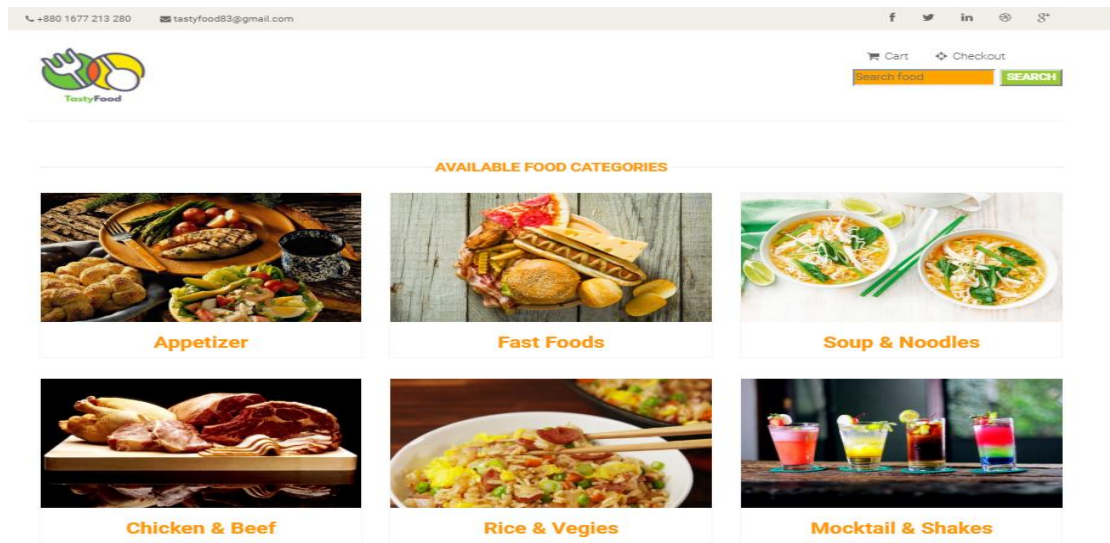 +880 1677 213 280 tastyfood83@gmail.com
Cart Checkout
Search food SEARCH
TastyFood
AVAILABLE FOOD CATEGORIES
Appetizer Fast Foods Soup & Noodles
Chicken & Beef Rice & Vegies Mocktail & Shakes